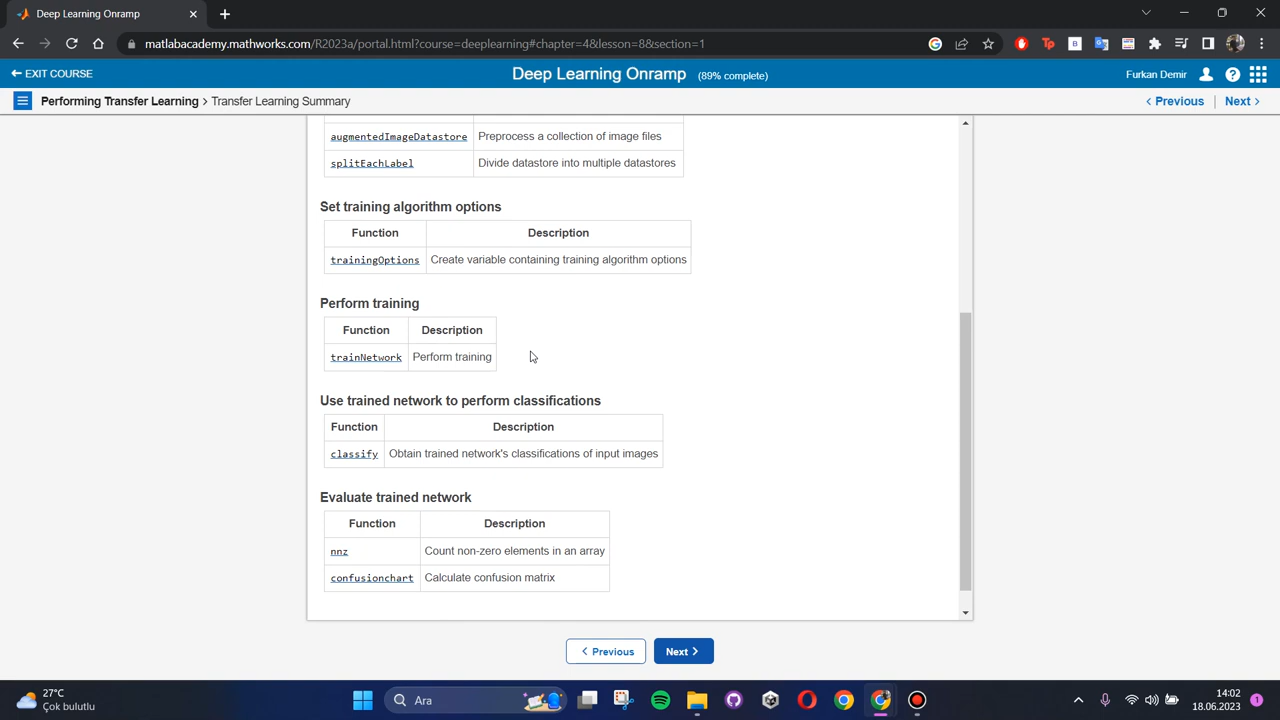 Deep Learning Onramp
matlabacademy.mathworks.com/R2023a/portal.html?course=deeplearning#chapter=4&lesson=8&section=1
EXIT COURSE
Deep Learning Onramp (89% complete)
Furkan Demir
Performing Transfer Learning > Transfer Learning Summary
Previous
Next
augmentedImageDatastore Preprocess a collection of image files
splitEachLabel Divide datastore into multiple datastores
Set training algorithm options
Function Description
trainingOptions Create variable containing training algorithm options
Perform training
Function Description
trainNetwork Perform training
Use trained network to perform classifications
Function Description
classify Obtain trained network's classifications of input images
Evaluate trained network
Function Description
nnz Count non-zero elements in an array
confusionchart Calculate confusion matrix
Previous
Next
27°C
Çok bulutlu
Ara
14:02
18.06.2023
1